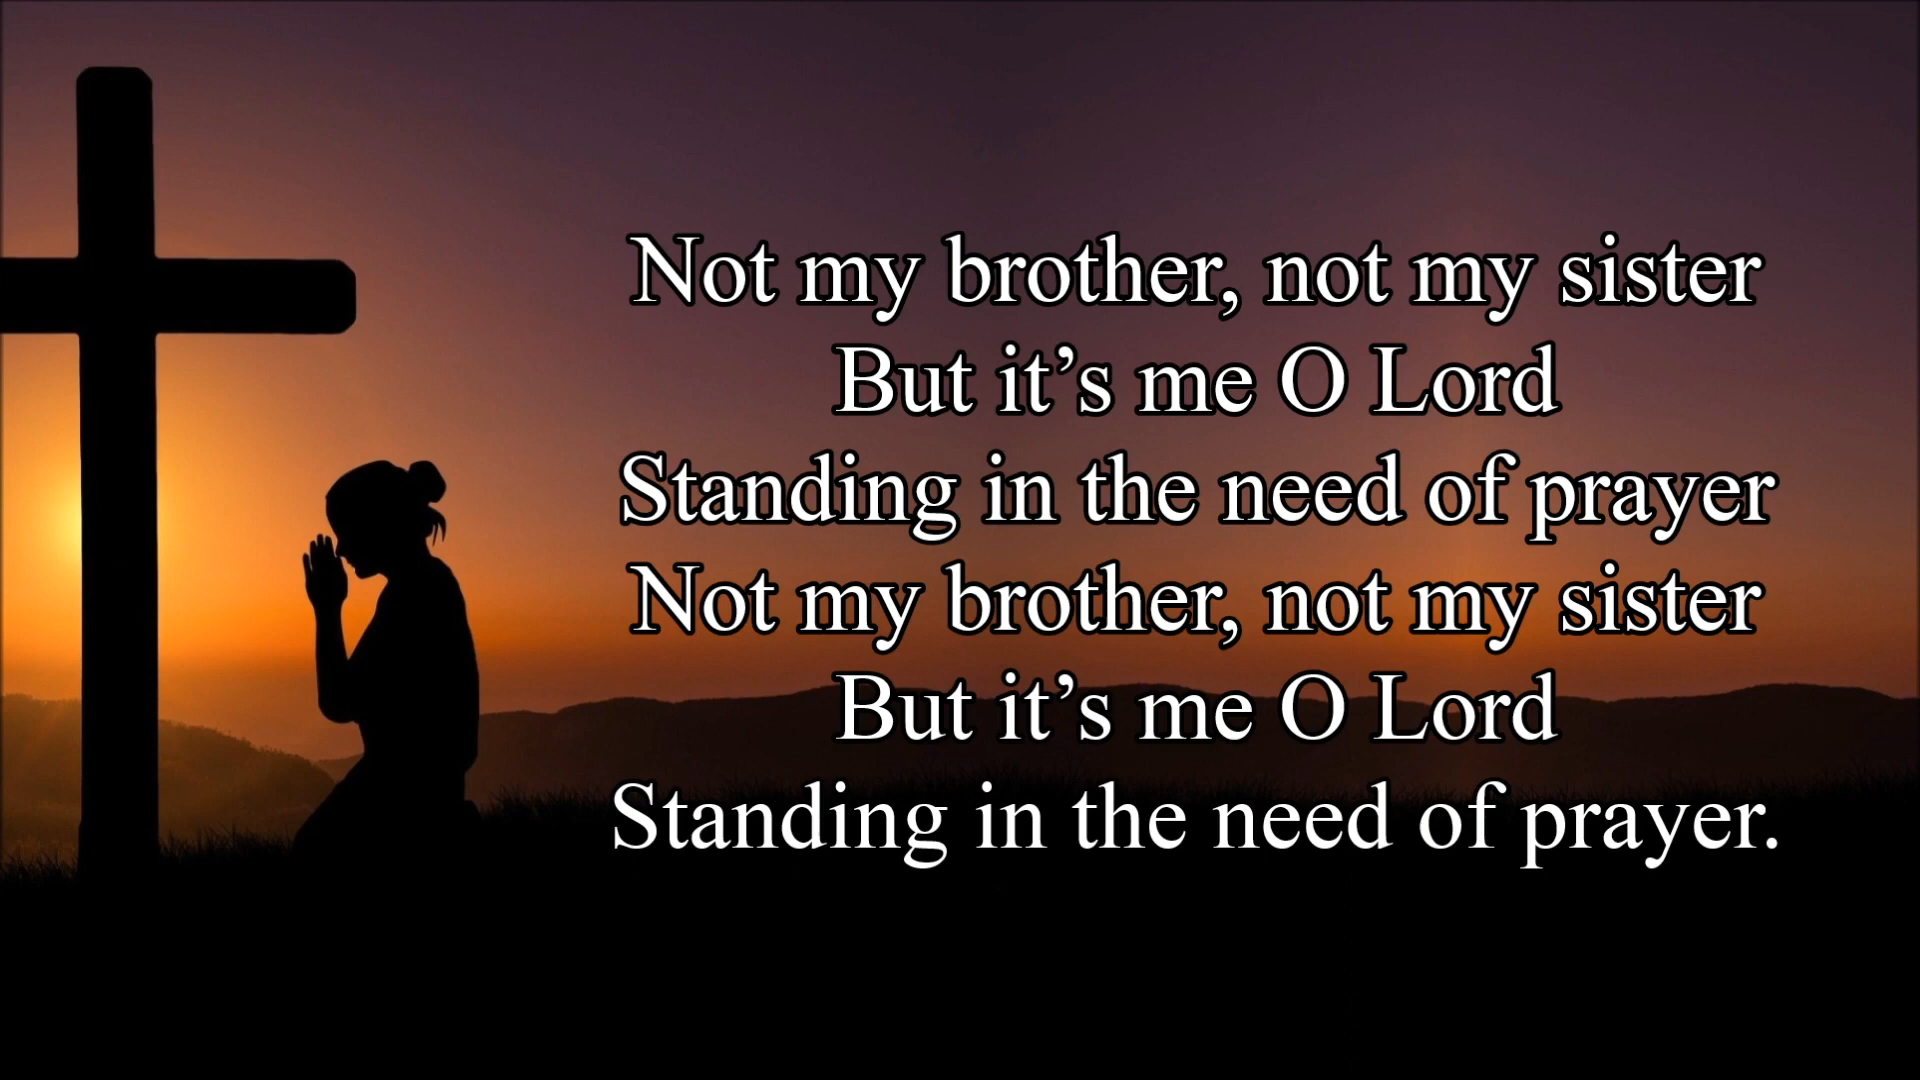 Not my brother, not my sister
But it’s me O Lord
Standing in the need of prayer
Not my brother, not my sister
But it’s me O Lord
Standing in the need of prayer.